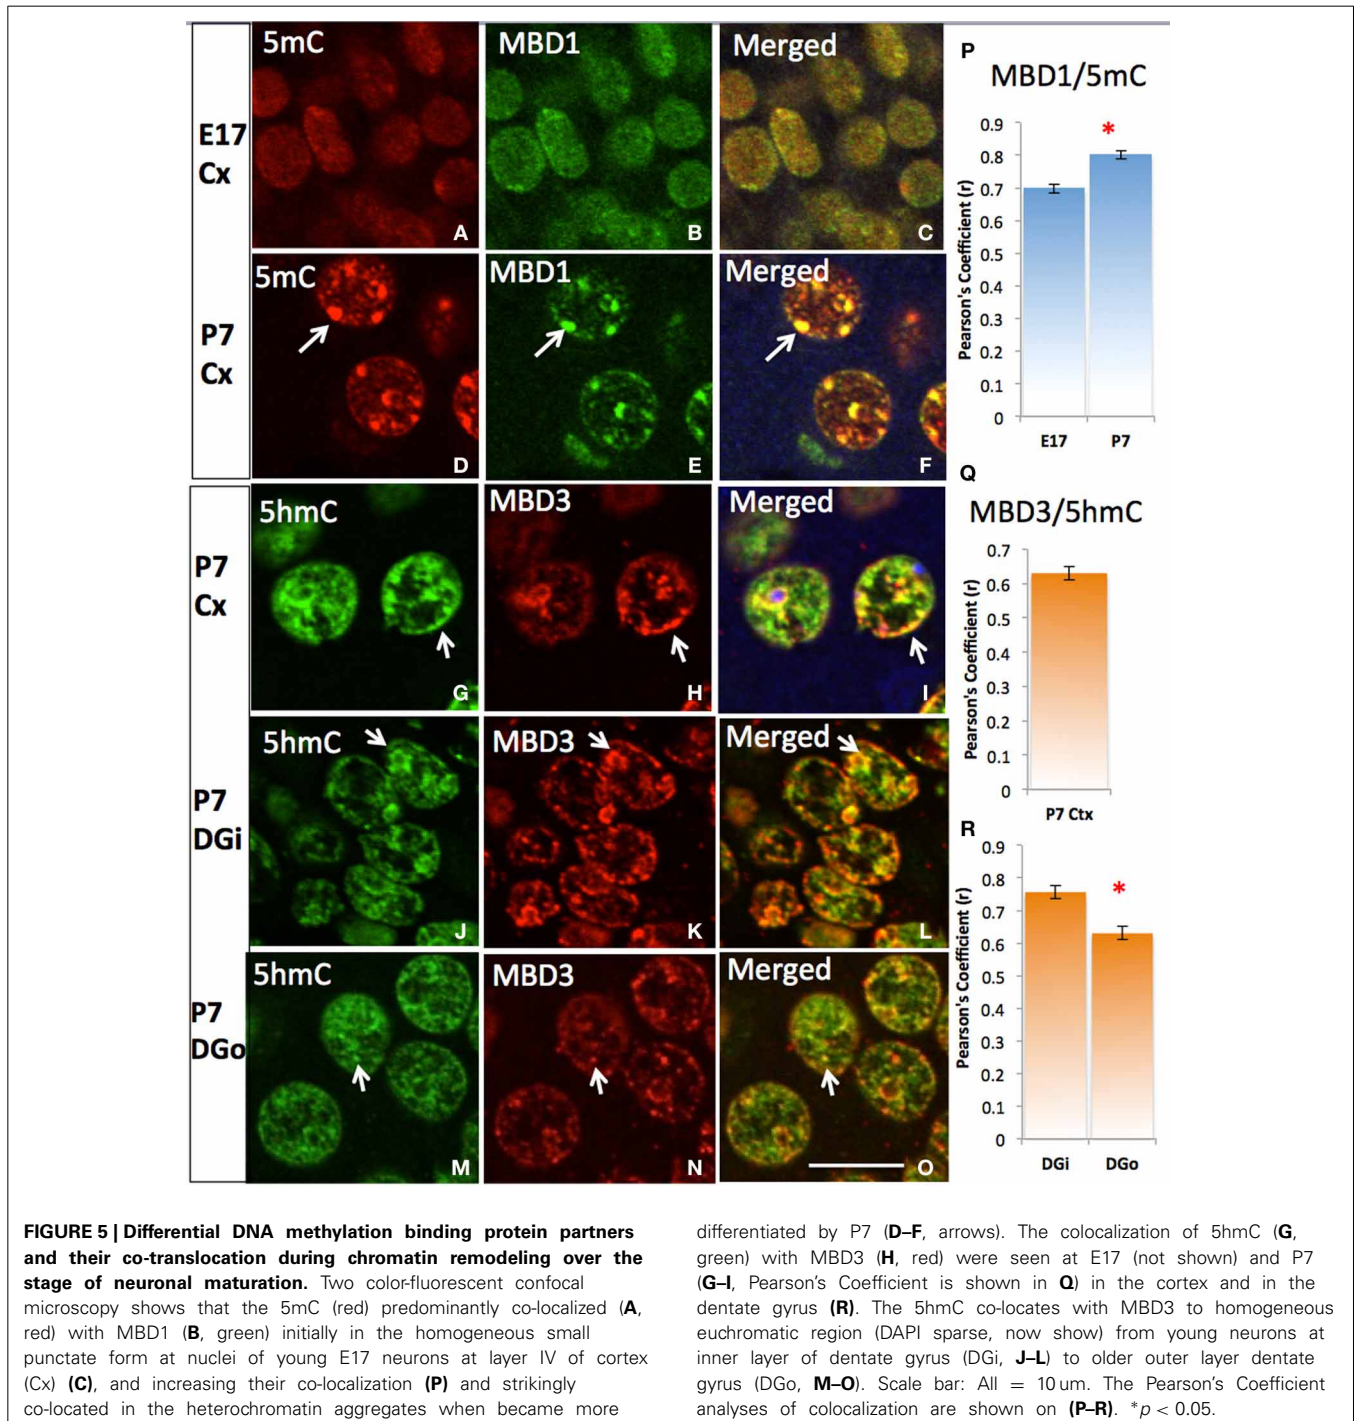 5mC MBD1 Merged
E17
Cx
A B C
5mC MBD1 Merged
P7
Cx
D E F
5hmC MBD3 Merged
P7
Cx
G H I
5hmC MBD3 Merged
P7
DGi
J K L
5hmC MBD3 Merged
P7
DGo
M N O
P
MBD1/5mC
Pearson's Coefficient (r)
0.9
0.8
0.7
0.6
0.5
0.4
0.3
0.2
0.1
0
*
E17 P7
Q
MBD3/5hmC
Pearson's Coefficient (r)
0.7
0.6
0.5
0.4
0.3
0.2
0.1
0
P7 Ctx
R
Pearson's Coefficient (r)
0.9
0.8
0.7
0.6
0.5
0.4
0.3
0.2
0.1
0
*
DGi DGo
FIGURE 5 | Differential DNA methylation binding protein partners
and their co-translocation during chromatin remodeling over the
stage of neuronal maturation. Two color-fluorescent confocal
microscopy shows that the 5mC (red) predominantly co-localized (A,
red) with MBD1 (B, green) initially in the homogeneous small
punctate form at nuclei of young E17 neurons at layer IV of cortex
(Cx) (C), and increasing their co-localization (P) and strikingly
co-located in the heterochromatin aggregates when became more
differentiated by P7 (D–F, arrows). The colocalization of 5hmC (G,
green) with MBD3 (H, red) were seen at E17 (not shown) and P7
(G–I, Pearson's Coefficient is shown in Q) in the cortex and in the
dentate gyrus (R). The 5hmC co-locates with MBD3 to homogeneous
euchromatic region (DAPI sparse, now show) from young neurons at
inner layer of dentate gyrus (DGi, J–L) to older outer layer dentate
gyrus (DGo, M–O). Scale bar: All = 10 um. The Pearson's Coefficient
analyses of colocalization are shown on (P–R). *p < 0.05.